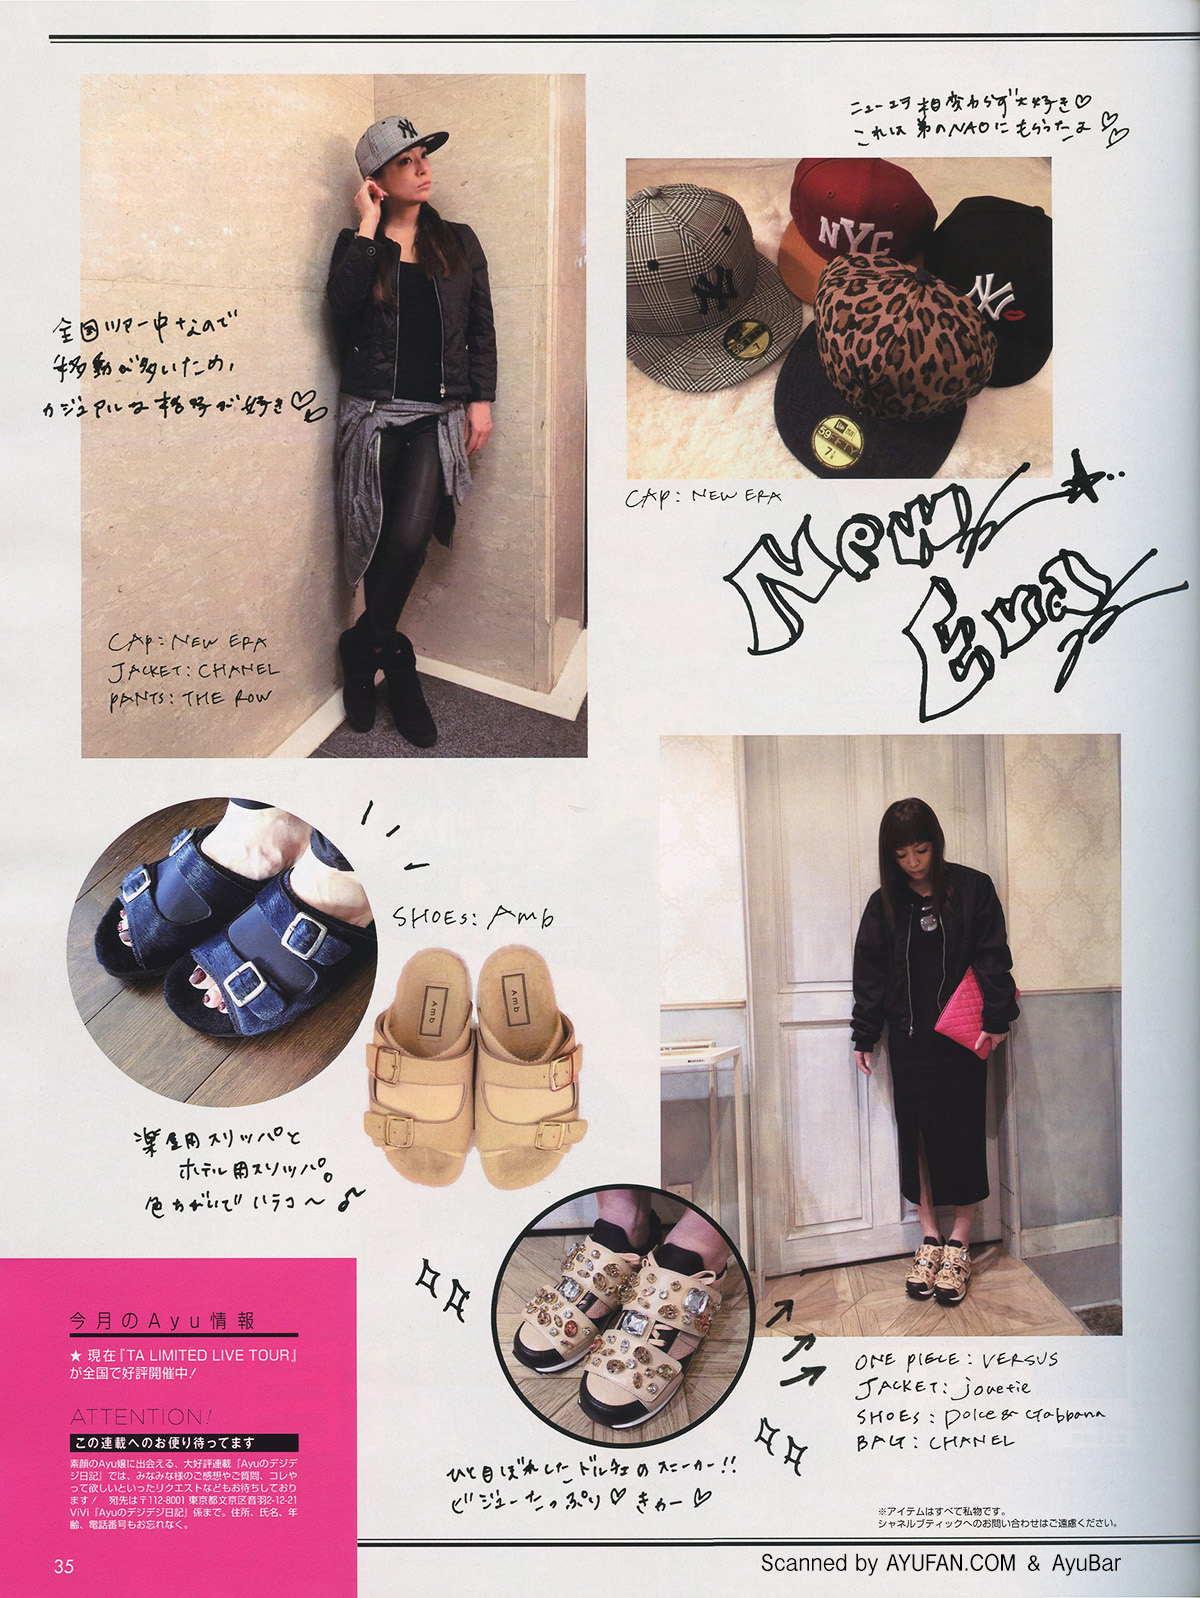 ニューエラ相変わらず大好き♡
これは弟のNAOにもらったよ♡♡
全国ツアー中なので
移動が多いため、
カジュアルな格好が好き♡
CAP: NEW ERA
JACKET: CHANEL
PANTS: THE ROW
NYC
NY
NY
59FIFTY
7
7 1/8
CAP: NEW ERA
New
Era
SHOES: Amb
Amb
Amb
楽屋用スリッパと
ホテル用スリッパ。
色ちがいでイラコ〜♪
ひと目ぼれしたドルチェのスニーカー!!
ビジューたっぷり♡きゃー♡
ONE PIECE: VERSUS
JACKET: jouetie
SHOES: Dolce & Gabbana
BAG: CHANEL
※アイテムはすべて私物です。
シャネルブティックへのお問い合わせはご遠慮ください。
今月のAyu情報
★現在『TA LIMITED LIVE TOUR』
が全国で好評開催中!
ATTENTION!
この連載へのお便り待ってます
素顔のAyu嬢に出会える、大好評連載『Ayuのデジデ
ジ日記』では、みなみな様のご感想やご質問、コレや
って欲しいといったリクエストなどもお待ちしており
ます! 宛先は〒112-8001 東京都文京区音羽2-12-21
ViVi『Ayuのデジデジ日記』係まで。住所、氏名、年
齢、電話番号もお忘れなく。
35
Scanned by AYUFAN.COM & AyuBar